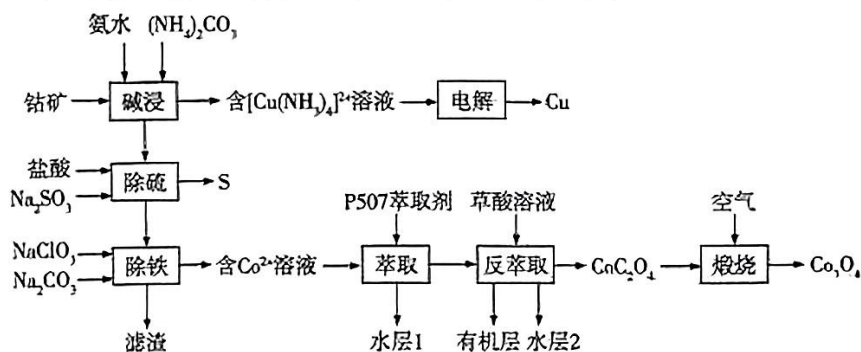 氨水 (NH₄)₂CO₃
钴矿 碱浸 含[Cu(NH₃)₄]²⁺溶液 电解 Cu
盐酸
Na₂SO₃
除硫 S
P507萃取剂 草酸溶液 空气
NaClO₃
Na₂CO₃
除铁 含Co²⁺溶液 萃取 反萃取 CoC₂O₄ 煅烧 Co₃O₄
滤渣 水层1 有机层 水层2